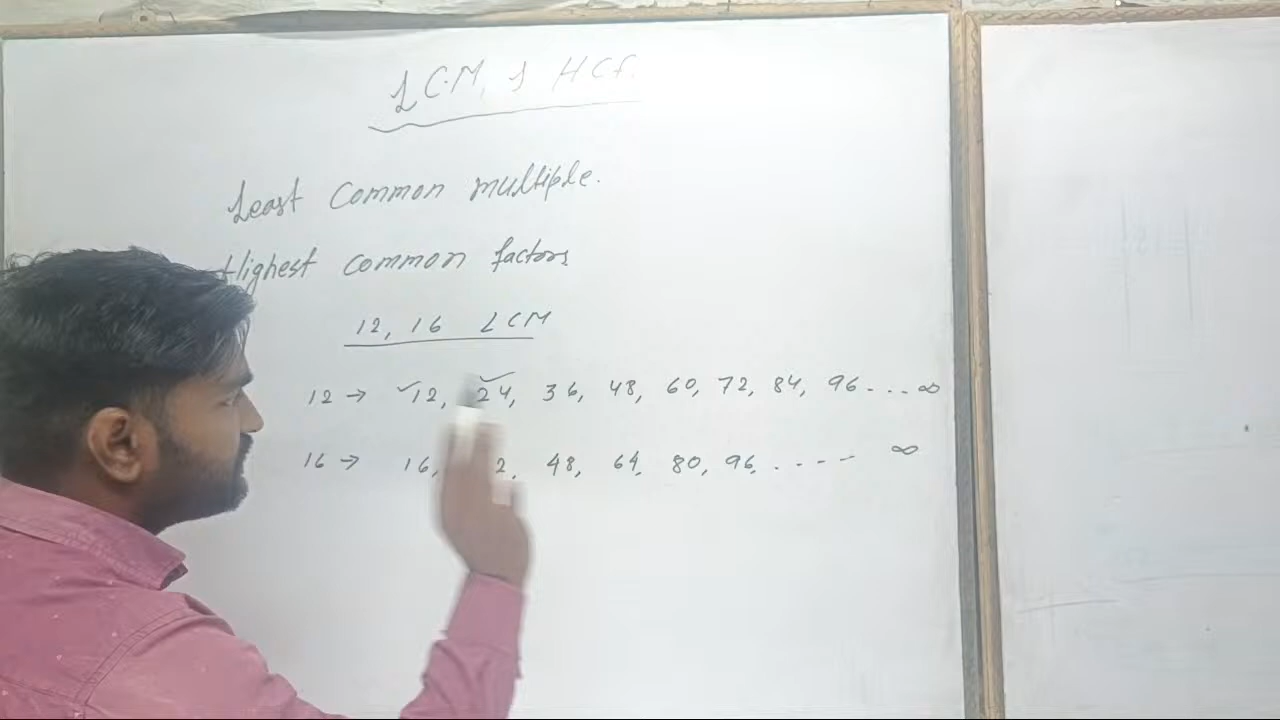 LCM, & HCF.
Least Common multiple.
Highest common factors
12, 16 LCM
12 → ✓12, 24, 36, 48, 60, 72, 84, 96 ... ∞
16 → 16, 48, 64, 80, 96, ..... ∞